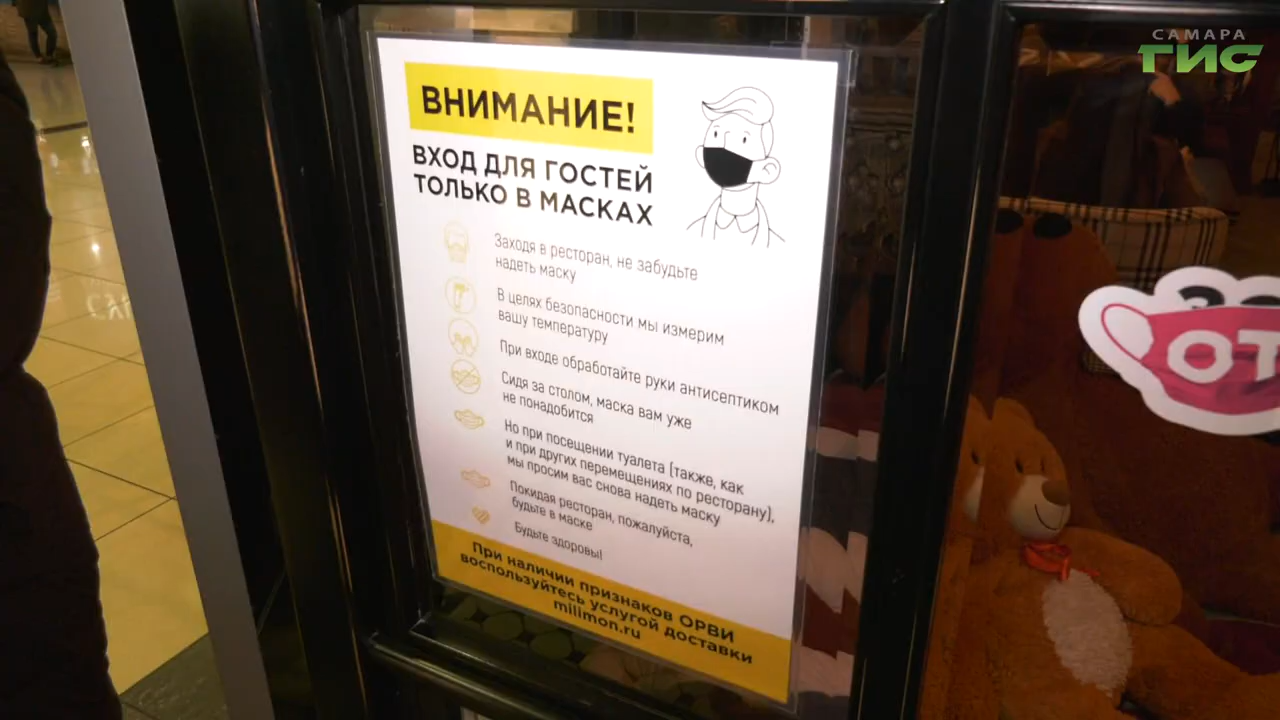 САМАРА
ГИС
ВНИМАНИЕ!
ВХОД ДЛЯ ГОСТЕЙ
ТОЛЬКО В МАСКАХ
Заходя в ресторан, не забудьте
надеть маску
В целях безопасности мы измерим
вашу температуру
При входе обработайте руки антисептиком
Сидя за столом, маска вам уже
не понадобится
Но при посещении туалета (также, как
и при других перемещениях по ресторану),
мы просим вас снова надеть маску
Покидая ресторан, пожалуйста,
будьте в маске
Будьте здоровы!
При наличии признаков ОРВИ
воспользуйтесь услугой доставки
milimon.ru
ОТ